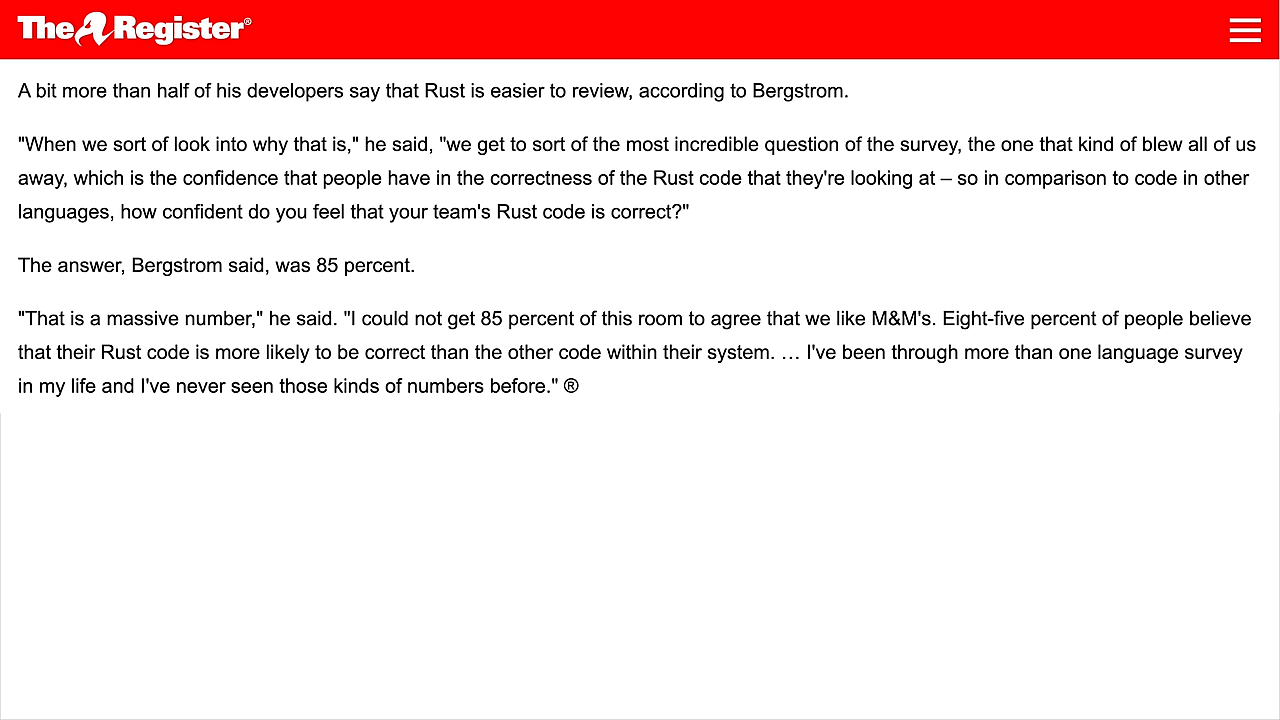 The Register®
A bit more than half of his developers say that Rust is easier to review, according to Bergstrom.
"When we sort of look into why that is," he said, "we get to sort of the most incredible question of the survey, the one that kind of blew all of us
away, which is the confidence that people have in the correctness of the Rust code that they're looking at – so in comparison to code in other
languages, how confident do you feel that your team's Rust code is correct?"
The answer, Bergstrom said, was 85 percent.
"That is a massive number," he said. "I could not get 85 percent of this room to agree that we like M&M's. Eight-five percent of people believe
that their Rust code is more likely to be correct than the other code within their system. … I've been through more than one language survey
in my life and I've never seen those kinds of numbers before." ®